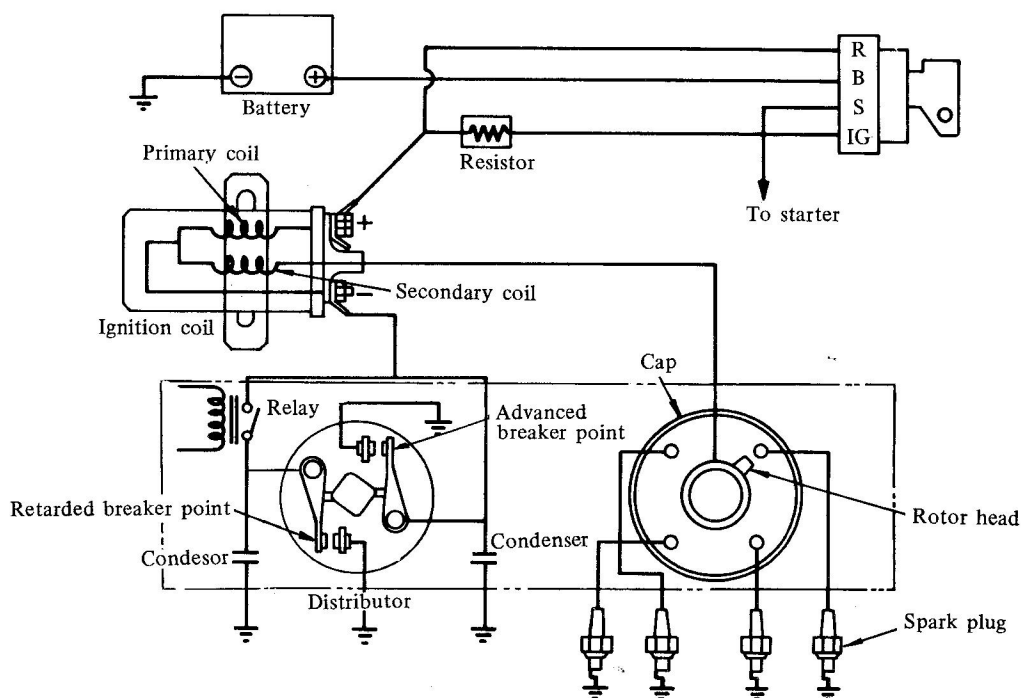 R
B
S
IG
−
+
Battery
Resistor
To starter
Primary coil
+
Secondary coil
−
Ignition coil
Cap
Relay
Advanced
breaker point
Retarded breaker point
Rotor head
Condesor
Condenser
Distributor
Spark plug